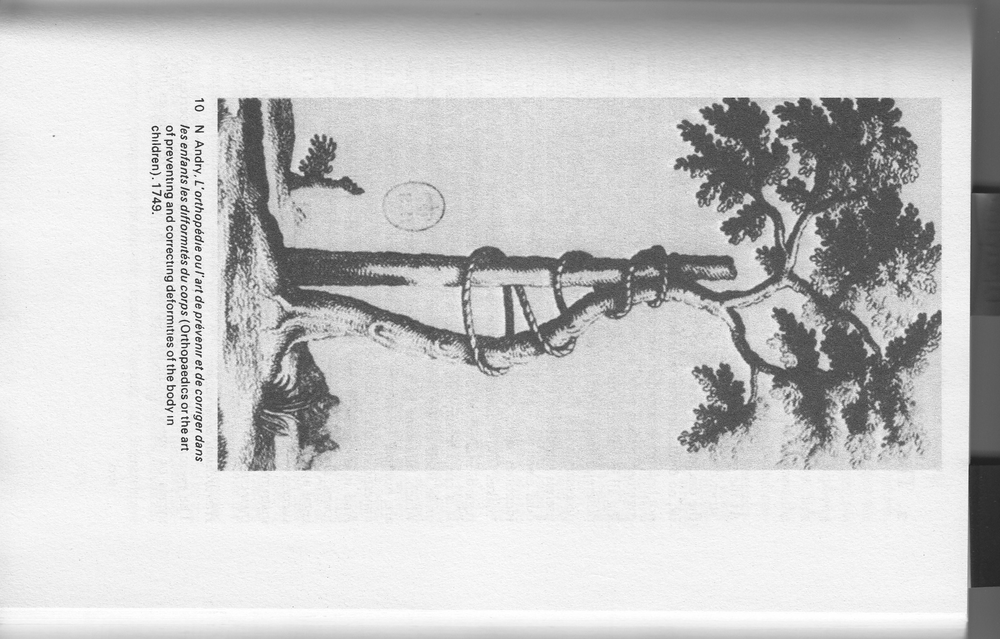 10 N Andry, L'orthopédie ou l'art de prévenir et de corriger dans
les enfants les difformités du corps (Orthopaedics or the art
of preventing and correcting deformities of the body in
children). 1749.